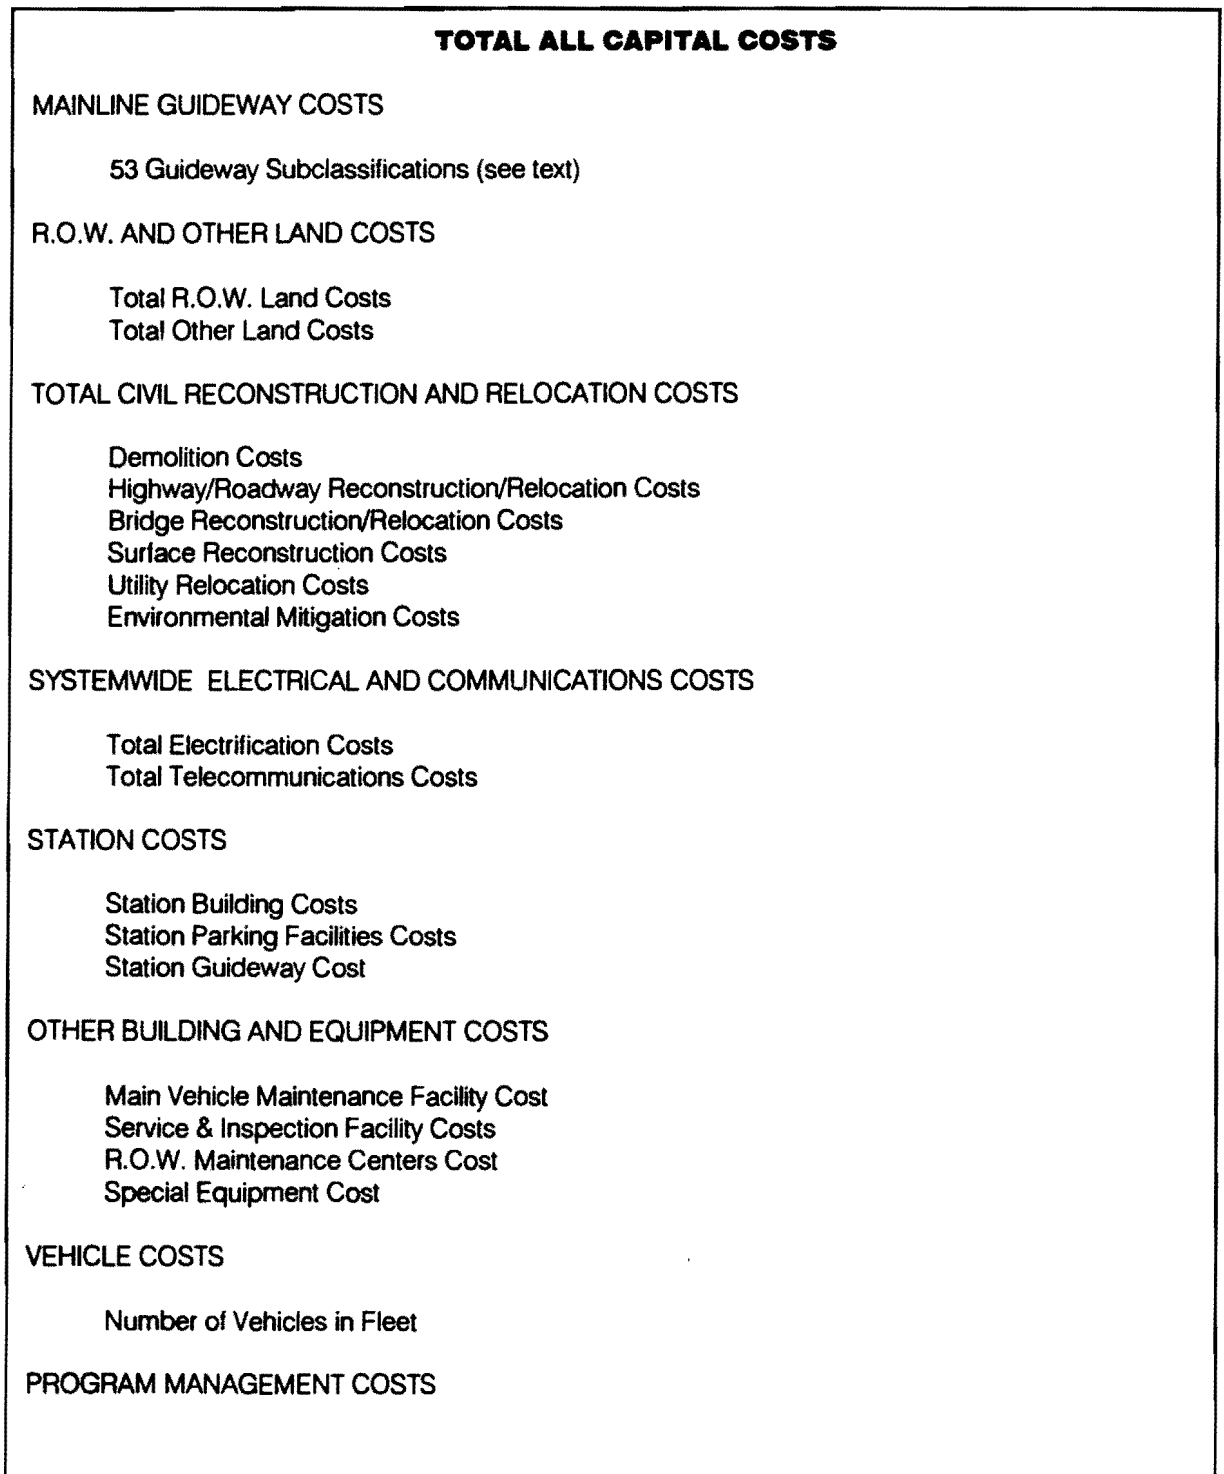 TOTAL ALL CAPITAL COSTS
MAINLINE GUIDEWAY COSTS
53 Guideway Subclassifications (see text)
R.O.W. AND OTHER LAND COSTS
Total R.O.W. Land Costs
Total Other Land Costs
TOTAL CIVIL RECONSTRUCTION AND RELOCATION COSTS
Demolition Costs
Highway/Roadway Reconstruction/Relocation Costs
Bridge Reconstruction/Relocation Costs
Surface Reconstruction Costs
Utility Relocation Costs
Environmental Mitigation Costs
SYSTEMWIDE ELECTRICAL AND COMMUNICATIONS COSTS
Total Electrification Costs
Total Telecommunications Costs
STATION COSTS
Station Building Costs
Station Parking Facilities Costs
Station Guideway Cost
OTHER BUILDING AND EQUIPMENT COSTS
Main Vehicle Maintenance Facility Cost
Service & Inspection Facility Costs
R.O.W. Maintenance Centers Cost
Special Equipment Cost
VEHICLE COSTS
Number of Vehicles in Fleet
PROGRAM MANAGEMENT COSTS